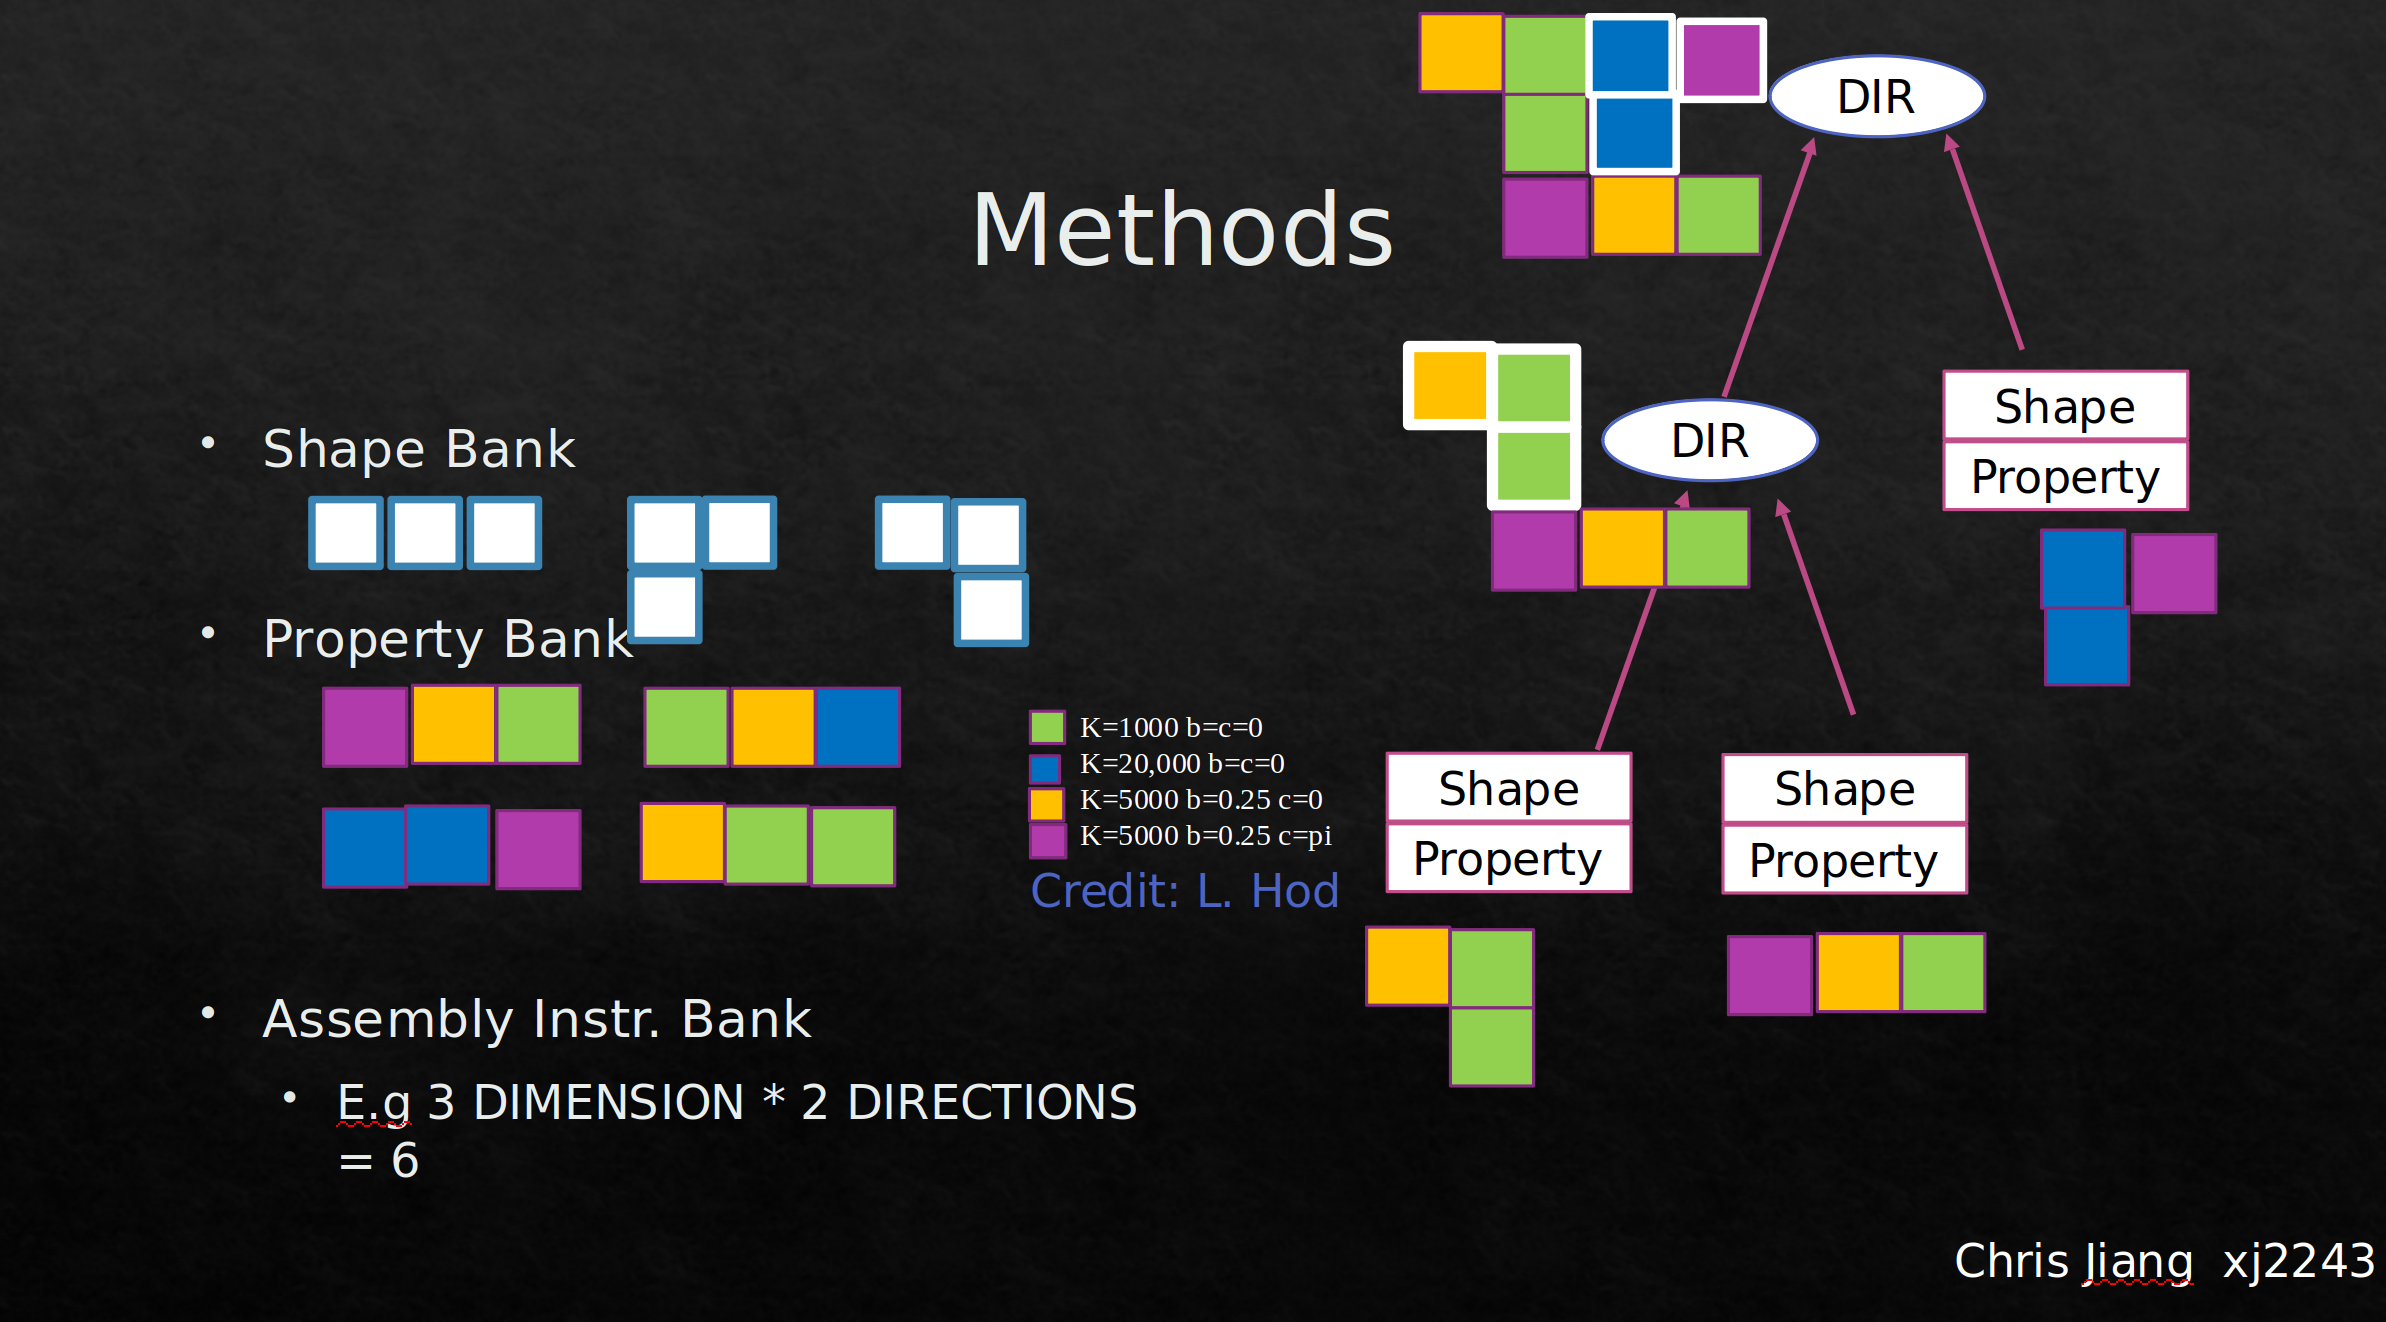 Methods
DIR
DIR
Shape
Property
• Shape Bank
• Property Bank
K=1000 b=c=0
K=20,000 b=c=0
K=5000 b=0.25 c=0
K=5000 b=0.25 c=pi
Credit: L. Hod
Shape
Property
Shape
Property
• Assembly Instr. Bank
• E.g 3 DIMENSION * 2 DIRECTIONS
= 6
Chris Jiang xj2243